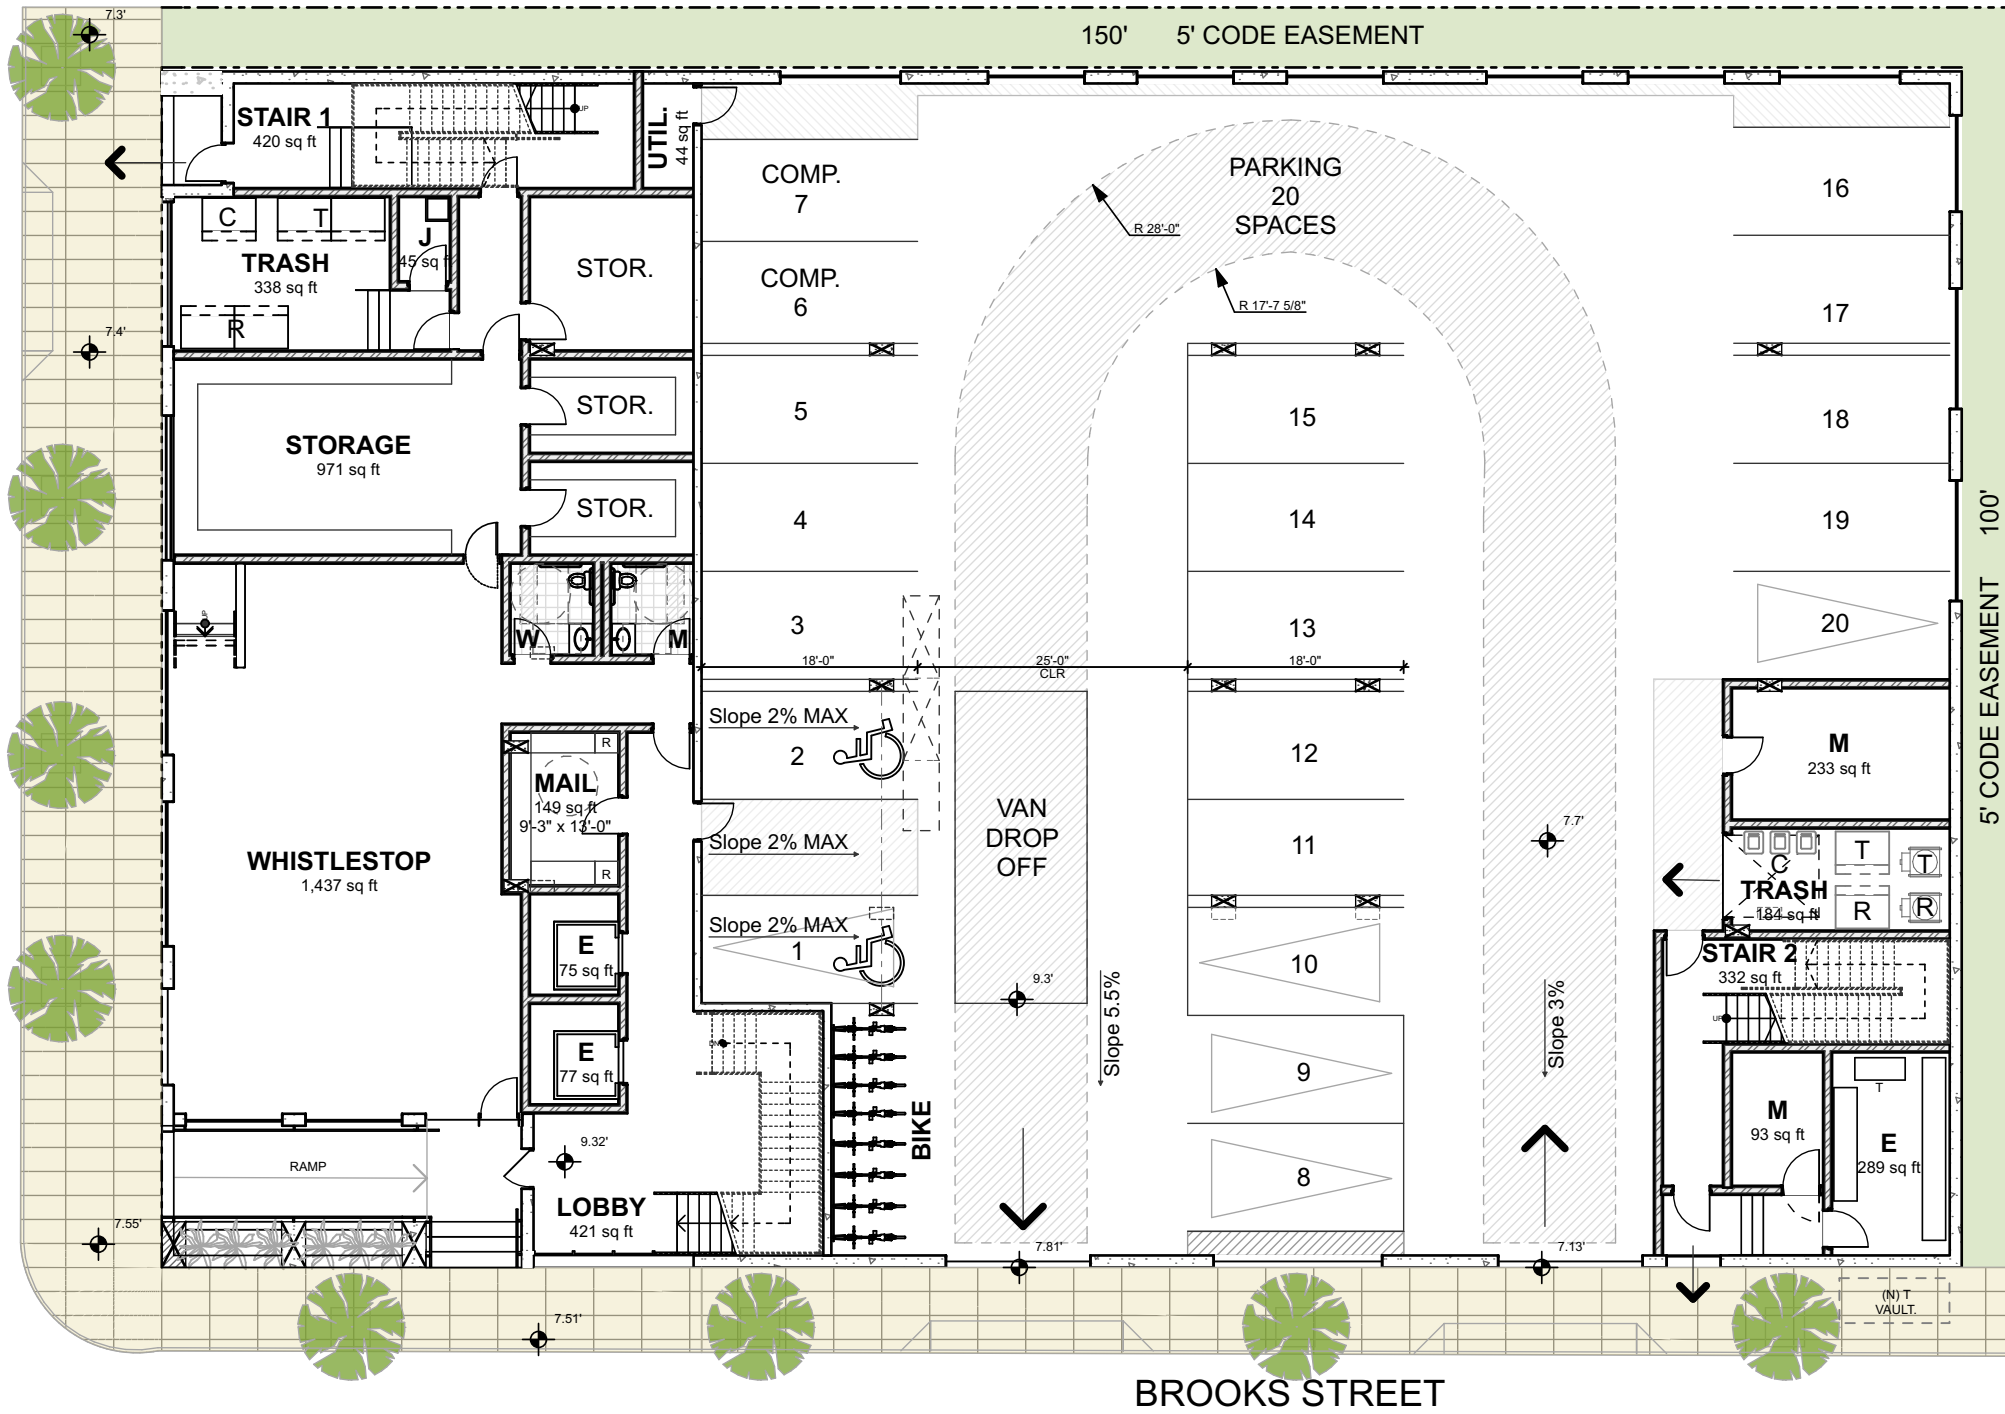 7.3'
150' 5' CODE EASEMENT
STAIR 1
420 sq ft
UP
UTIL.
44 sq ft
COMP.
7
PARKING
20
SPACES
16
R 28'-0"
C
T
J
45 sq ft
TRASH
338 sq ft
R
STOR.
COMP.
6
R 17'-7 5/8"
17
7.4'
STORAGE
971 sq ft
STOR.
STOR.
5
15
18
4
14
19
5' CODE EASEMENT 100'
UP
W
M
3
13
20
18'-0"
25'-0"
CLR
18'-0"
Slope 2% MAX
2
12
M
233 sq ft
R
MAIL
149 sq ft
9'-3" x 13'-0"
R
VAN
DROP
OFF
7.7'
WHISTLESTOP
1,437 sq ft
Slope 2% MAX
11
C
T
T
TRASH
184 sq ft
R
R
E
75 sq ft
Slope 2% MAX
1
10
STAIR 2
332 sq ft
9.3'
Slope 5.5%
Slope 3%
UP
DN
E
77 sq ft
9
T
BIKE
M
93 sq ft
E
289 sq ft
9.32'
RAMP
8
LOBBY
421 sq ft
7.55'
7.81'
7.13'
7.51'
(N) T
VAULT.
BROOKS STREET